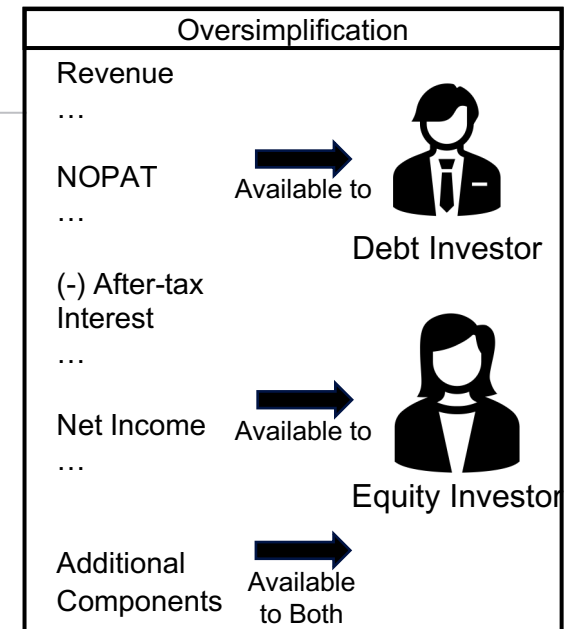 Oversimplification
Revenue
…
NOPAT
Available to
…
Debt Investor
(-) After-tax
Interest
…
Net Income
Available to
…
Equity Investor
Additional
Components
Available
to Both